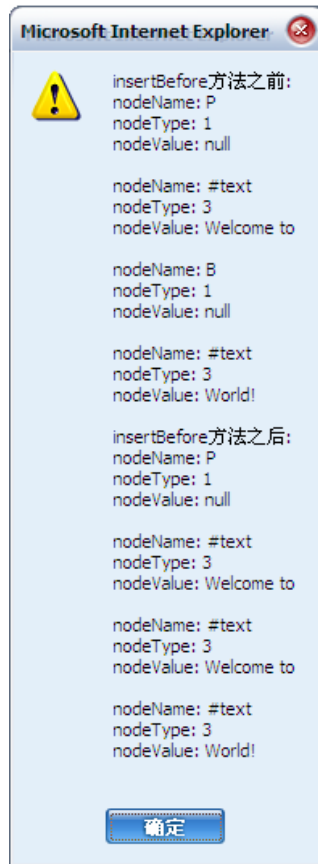 Microsoft Internet Explorer
insertBefore方法之前:
nodeName: P
nodeType: 1
nodeValue: null
nodeName: #text
nodeType: 3
nodeValue: Welcome to
nodeName: B
nodeType: 1
nodeValue: null
nodeName: #text
nodeType: 3
nodeValue: World!
insertBefore方法之后:
nodeName: P
nodeType: 1
nodeValue: null
nodeName: #text
nodeType: 3
nodeValue: Welcome to
nodeName: #text
nodeType: 3
nodeValue: Welcome to
nodeName: #text
nodeType: 3
nodeValue: World!
确定